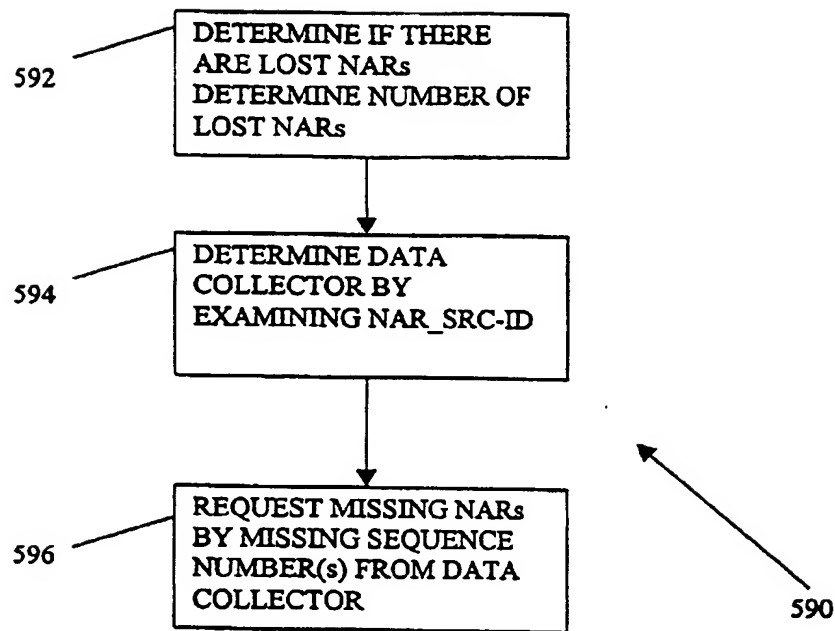 592
DETERMINE IF THERE
ARE LOST NARs
DETERMINE NUMBER OF
LOST NARs
594
DETERMINE DATA
COLLECTOR BY
EXAMINING NAR_SRC-ID
596
REQUEST MISSING NARs
BY MISSING SEQUENCE
NUMBER(s) FROM DATA
COLLECTOR
590